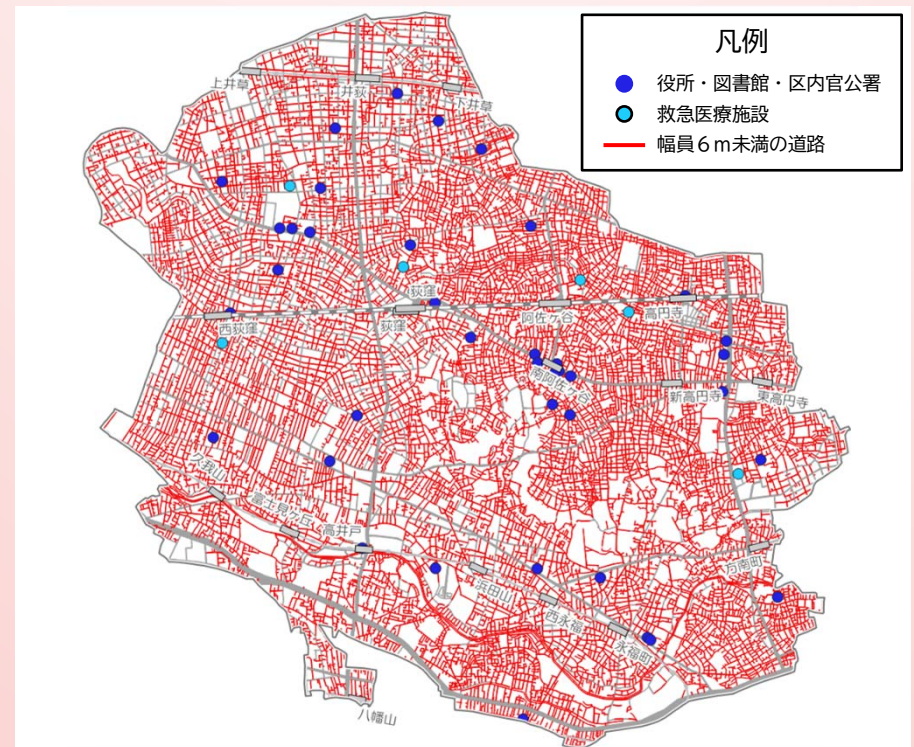 凡例
役所・図書館・区内官公署
救急医療施設
幅員６ｍ未満の道路
上井草
井荻
下井草
荻窪
西荻窪
荻窪
阿佐ヶ谷
高円寺
南阿佐ヶ谷
新高円寺
東高円寺
久我山
富士見ヶ丘
高井戸
浜田山
西永福
永福町
方南町
八幡山